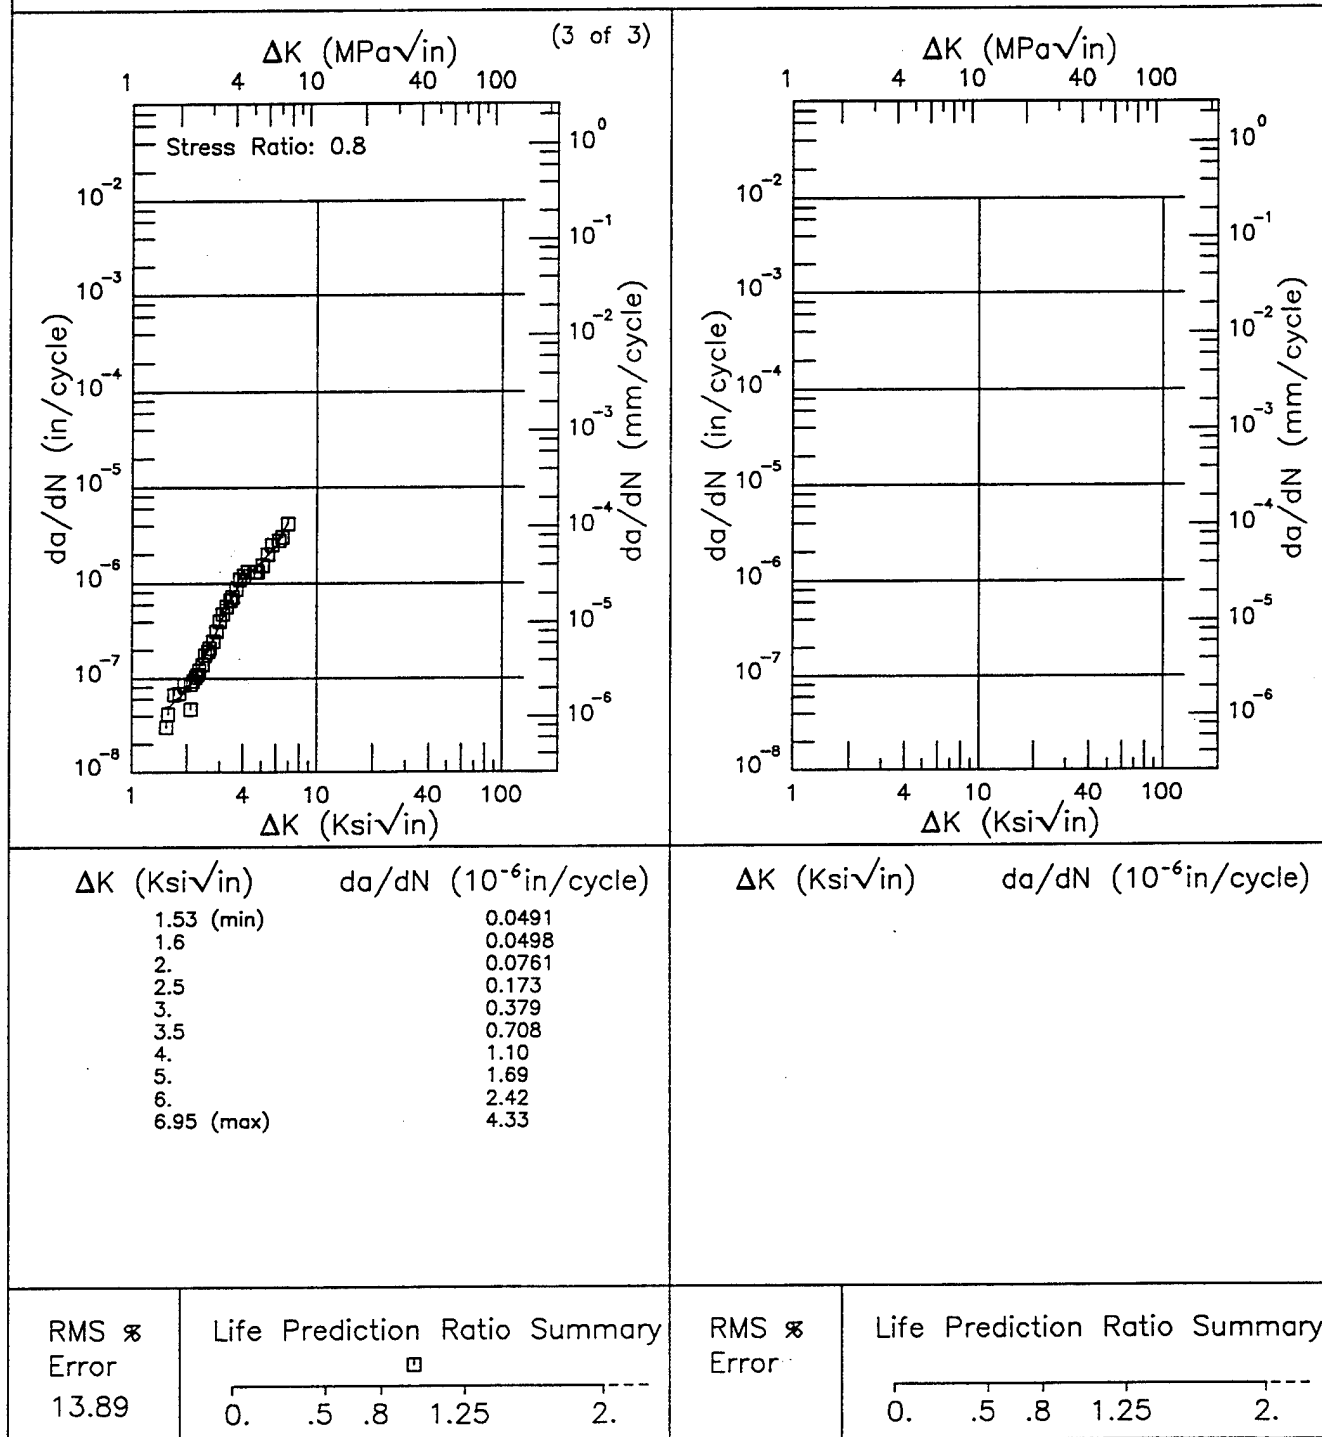 (3 of 3)
ΔK (MPa√in)
1 4 10 40 100
Stress Ratio: 0.8
10⁰
10⁻¹
10⁻²
10⁻³
10⁻⁴
10⁻⁵
10⁻⁶
da/dN (mm/cycle)
10⁻²
10⁻³
10⁻⁴
10⁻⁵
10⁻⁶
10⁻⁷
10⁻⁸
da/dN (in/cycle)
1 4 10 40 100
ΔK (Ksi√in)
ΔK (MPa√in)
1 4 10 40 100
10⁰
10⁻¹
10⁻²
10⁻³
10⁻⁴
10⁻⁵
10⁻⁶
da/dN (mm/cycle)
10⁻²
10⁻³
10⁻⁴
10⁻⁵
10⁻⁶
10⁻⁷
10⁻⁸
da/dN (in/cycle)
1 4 10 40 100
ΔK (Ksi√in)
ΔK (Ksi√in) da/dN (10⁻⁶in/cycle)
1.53 (min) 0.0491
1.6 0.0498
2. 0.0761
2.5 0.173
3. 0.379
3.5 0.708
4. 1.10
5. 1.69
6. 2.42
6.95 (max) 4.33
ΔK (Ksi√in) da/dN (10⁻⁶in/cycle)
RMS %
Error
13.89
Life Prediction Ratio Summary
0. .5 .8 1.25 2.
RMS %
Error
Life Prediction Ratio Summary
0. .5 .8 1.25 2.